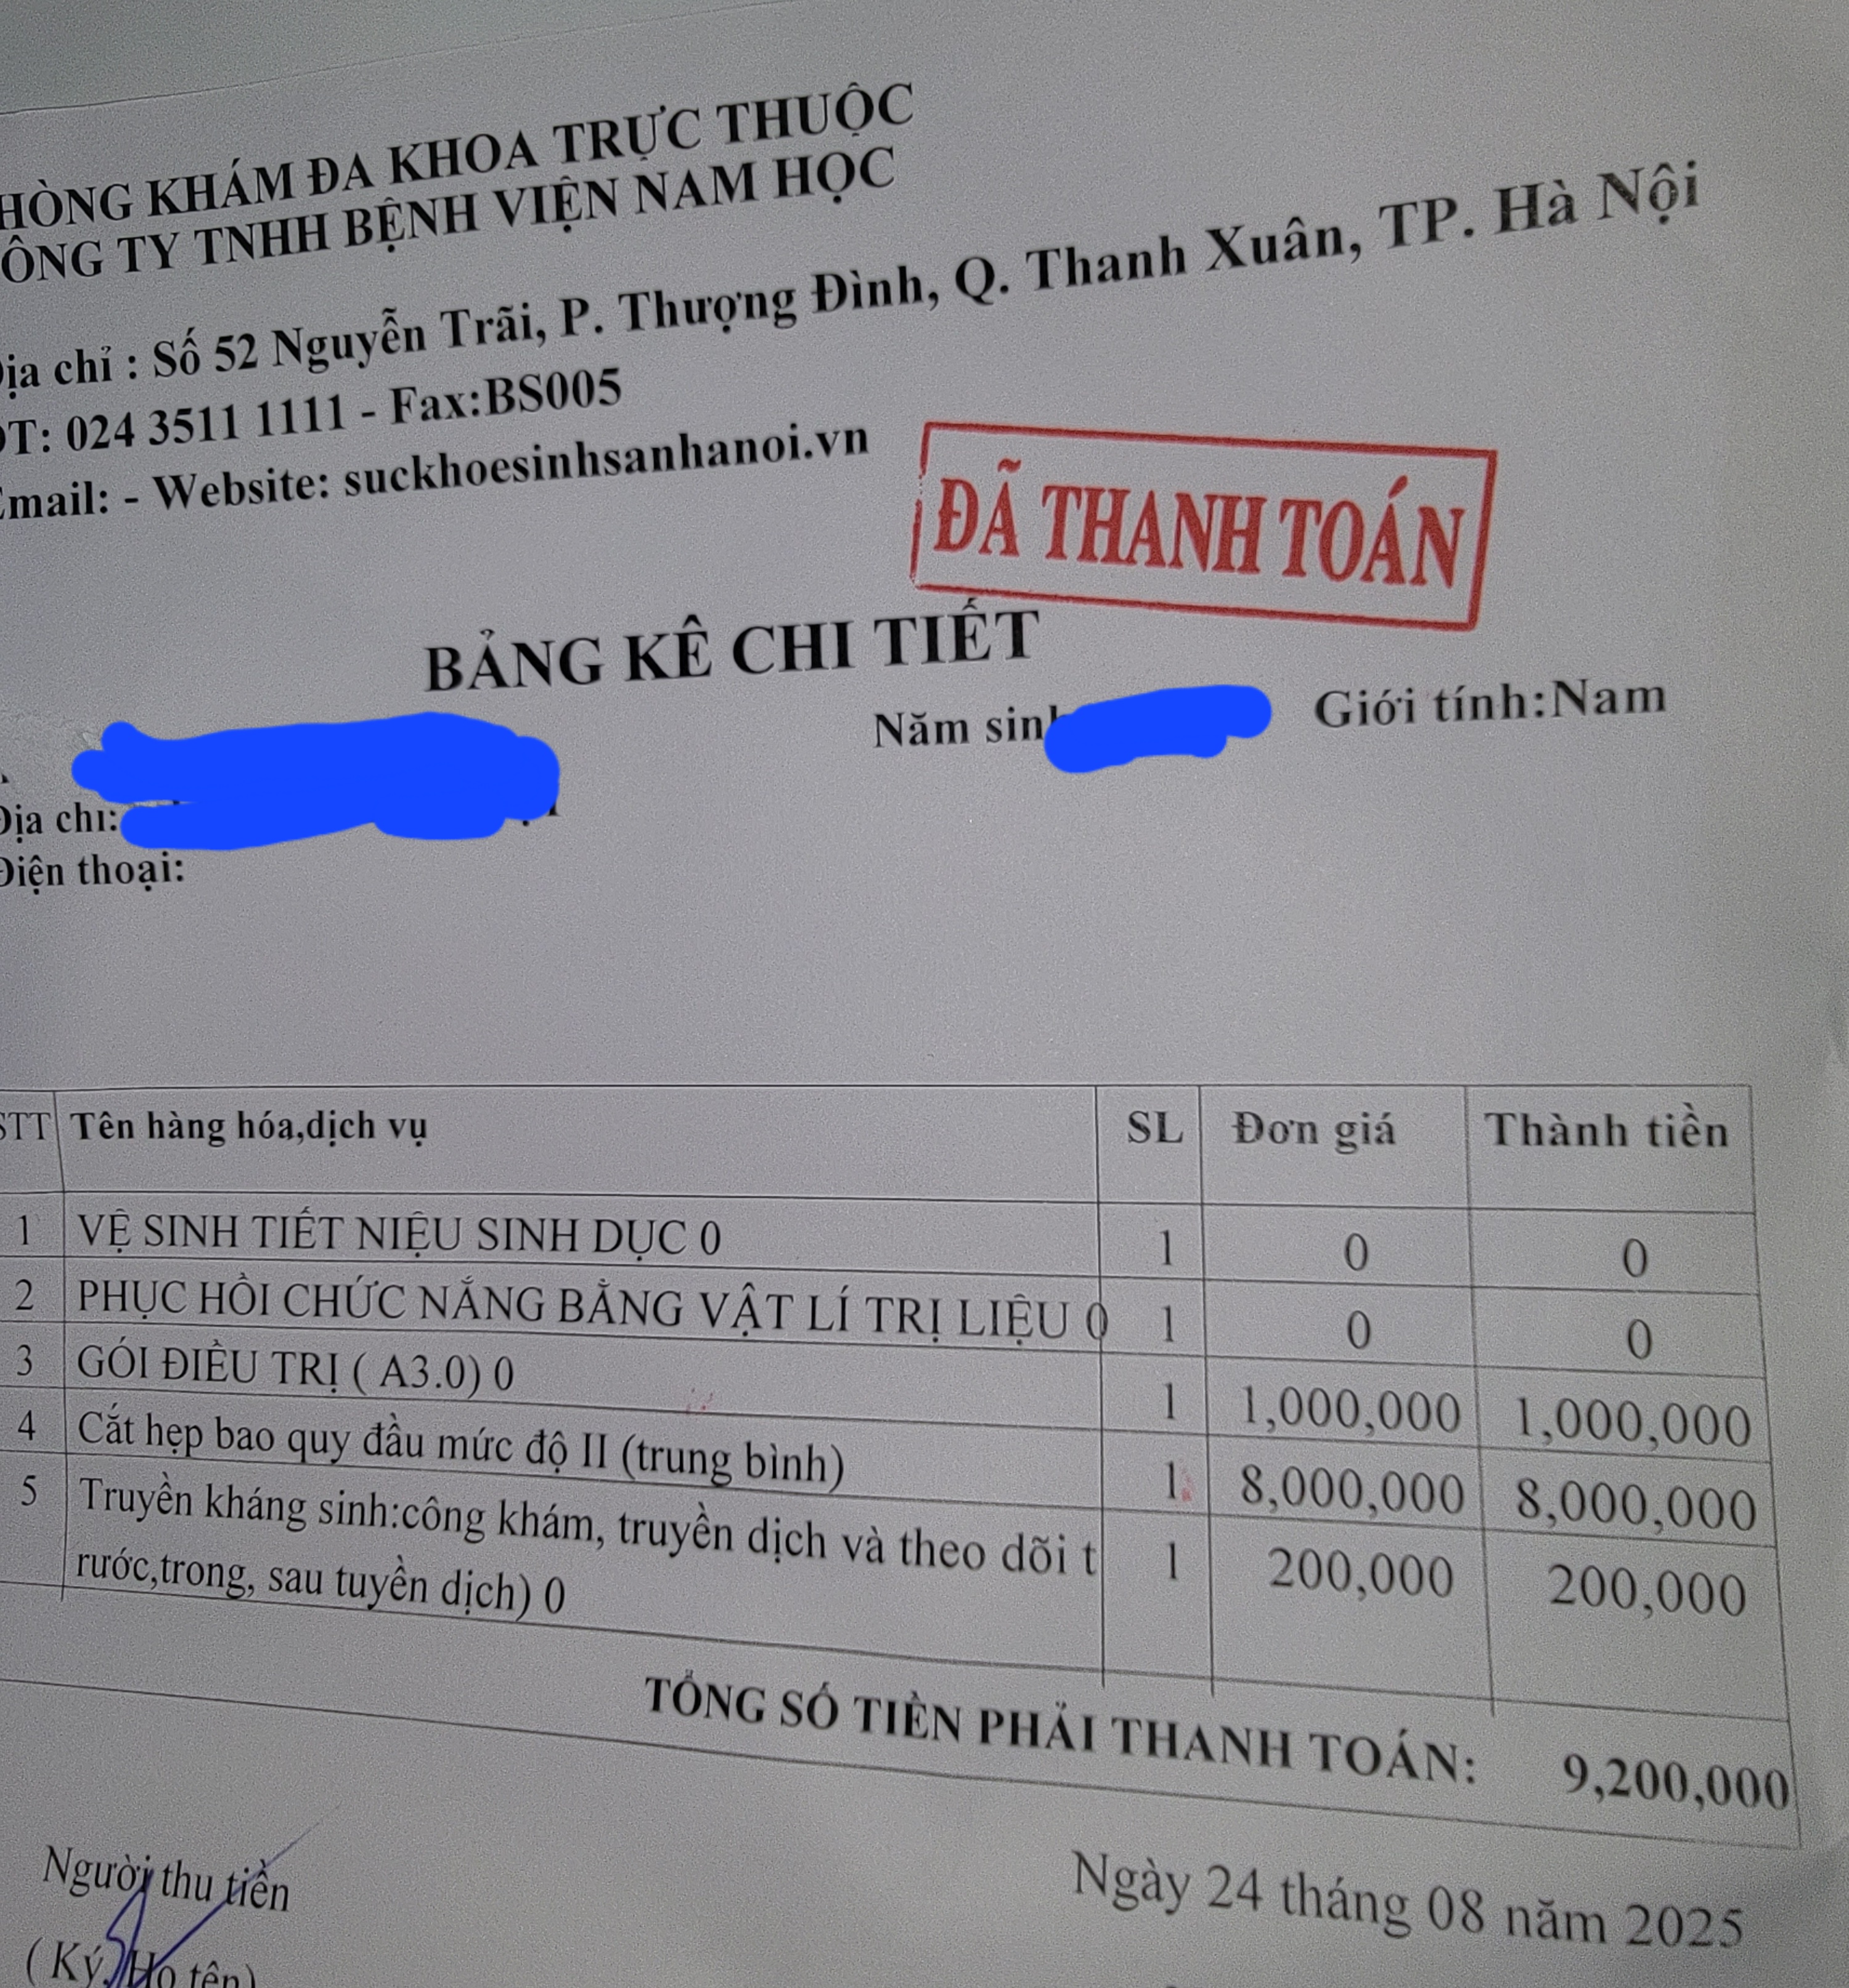 HÒNG KHÁM ĐA KHOA TRỰC THUỘC
ÔNG TY TNHH BỆNH VIỆN NAM HỌC
Địa chỉ : Số 52 Nguyễn Trãi, P. Thượng Đình, Q. Thanh Xuân, TP. Hà Nội
ĐT: 024 3511 1111 - Fax:BS005
Email: - Website: suckhoesinhsanhanoi.vn
ĐÃ THANH TOÁN
BẢNG KÊ CHI TIẾT
Năm sinh Giới tính:Nam
Địa chỉ:
Điện thoại:
STT Tên hàng hóa,dịch vụ SL Đơn giá Thành tiền
1 VỆ SINH TIẾT NIỆU SINH DỤC 0 1 0 0
2 PHỤC HỒI CHỨC NĂNG BẰNG VẬT LÍ TRỊ LIỆU 0 1 0 0
3 GÓI ĐIỀU TRỊ ( A3.0) 0 1 1,000,000 1,000,000
4 Cắt hẹp bao quy đầu mức độ II (trung bình) 1 8,000,000 8,000,000
5 Truyền kháng sinh:công khám, truyền dịch và theo dõi t 1 200,000 200,000
rước,trong, sau tuyền dịch) 0
TỔNG SỐ TIỀN PHẢI THANH TOÁN: 9,200,000
Ngày 24 tháng 08 năm 2025
Người thu tiền
( Ký, Họ tên)